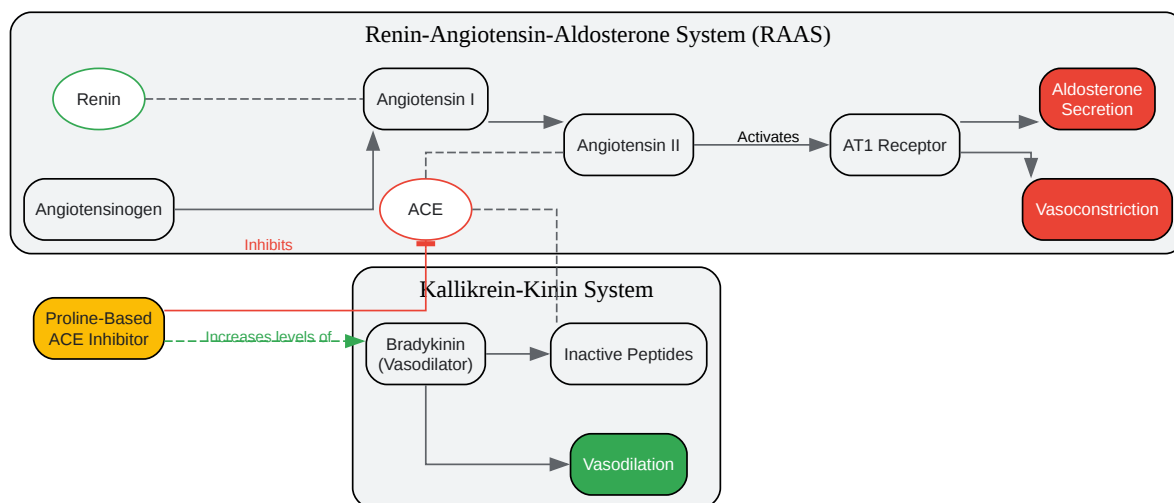 Renin-Angiotensin-Aldosterone System (RAAS)
Renin
Angiotensin I
Aldosterone
Secretion
Angiotensin II
Activates
AT1 Receptor
Angiotensinogen
ACE
Vasoconstriction
Inhibits
Kallikrein-Kinin System
Proline-Based
ACE Inhibitor
Increases levels of
Bradykinin
(Vasodilator)
Inactive Peptides
Vasodilation